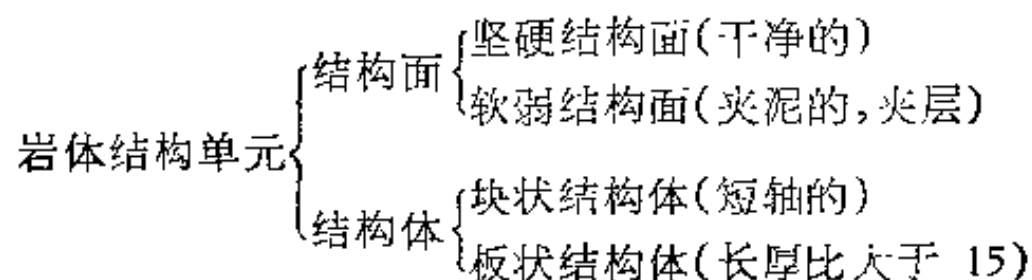 坚硬结构面(干净的)
结构面
软弱结构面(夹泥的,夹层)
岩体结构单元
块状结构体(短轴的)
结构体
板状结构体(长厚比大于 15)